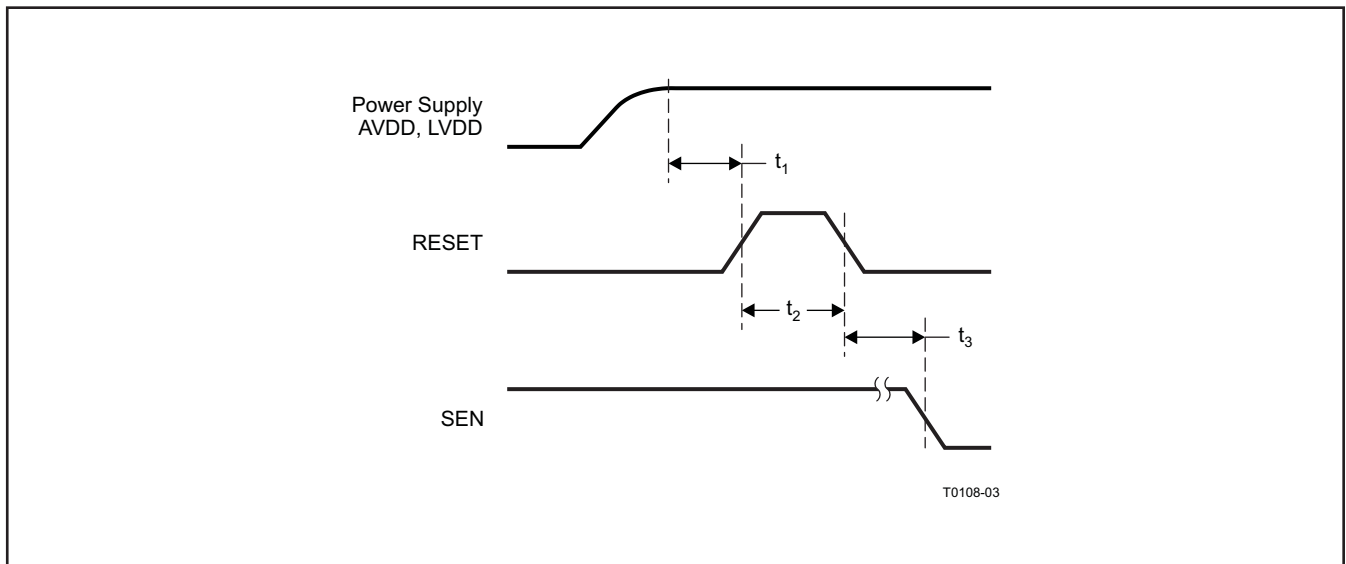 Power Supply
AVDD, LVDD
t1
RESET
t2
t3
SEN
T0108-03